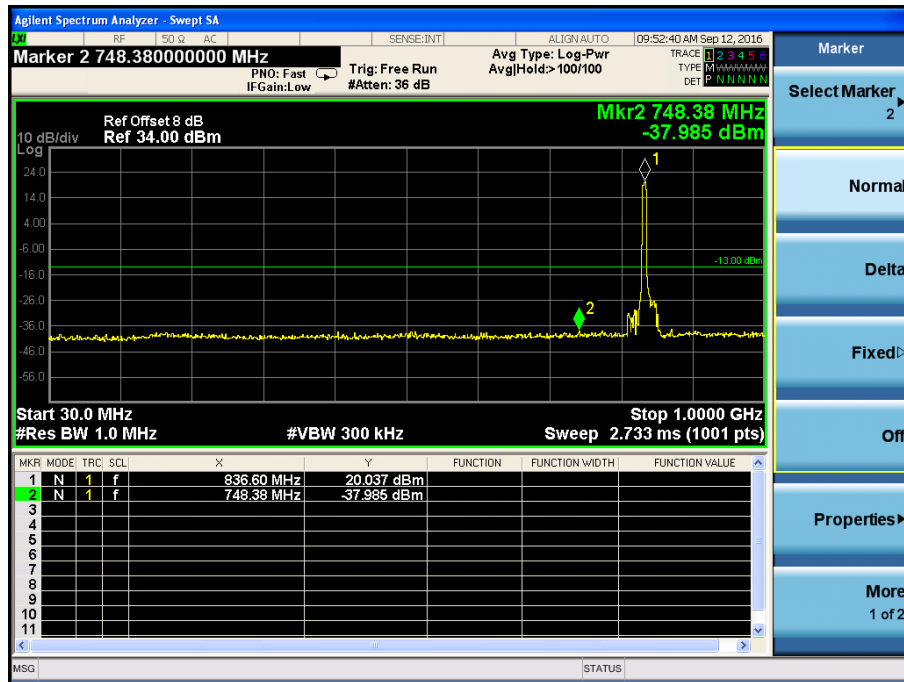 Agilent Spectrum Analyzer - Swept SA
LXI RF 50 Ω AC SENSE:INT ALIGN AUTO 09:52:40 AM Sep 12, 2016
Marker 2 748.380000000 MHz
PNO: Fast
IFGain:Low
Trig: Free Run
#Atten: 36 dB
Avg Type: Log-Pwr
Avg|Hold:>100/100
TRACE 1 2 3 4 5 6
TYPE M W W W W W
DET P N N N N N
Marker
Select Marker
2
Normal
Delta
Fixed
Off
Properties
More
1 of 2
Mkr2 748.38 MHz
-37.985 dBm
Ref Offset 8 dB
10 dB/div Ref 34.00 dBm
Log
24.0
14.0
4.00
-6.00
-16.0
-26.0
-36.0
-46.0
-56.0
1
-13.00 dBm
2
Start 30.0 MHz Stop 1.0000 GHz
#Res BW 1.0 MHz #VBW 300 kHz Sweep 2.733 ms (1001 pts)
MKR MODE TRC SCL X Y FUNCTION FUNCTION WIDTH FUNCTION VALUE
1 N 1 f 836.60 MHz 20.037 dBm
2 N 1 f 748.38 MHz -37.985 dBm
3
4
5
6
7
8
9
10
11
MSG STATUS